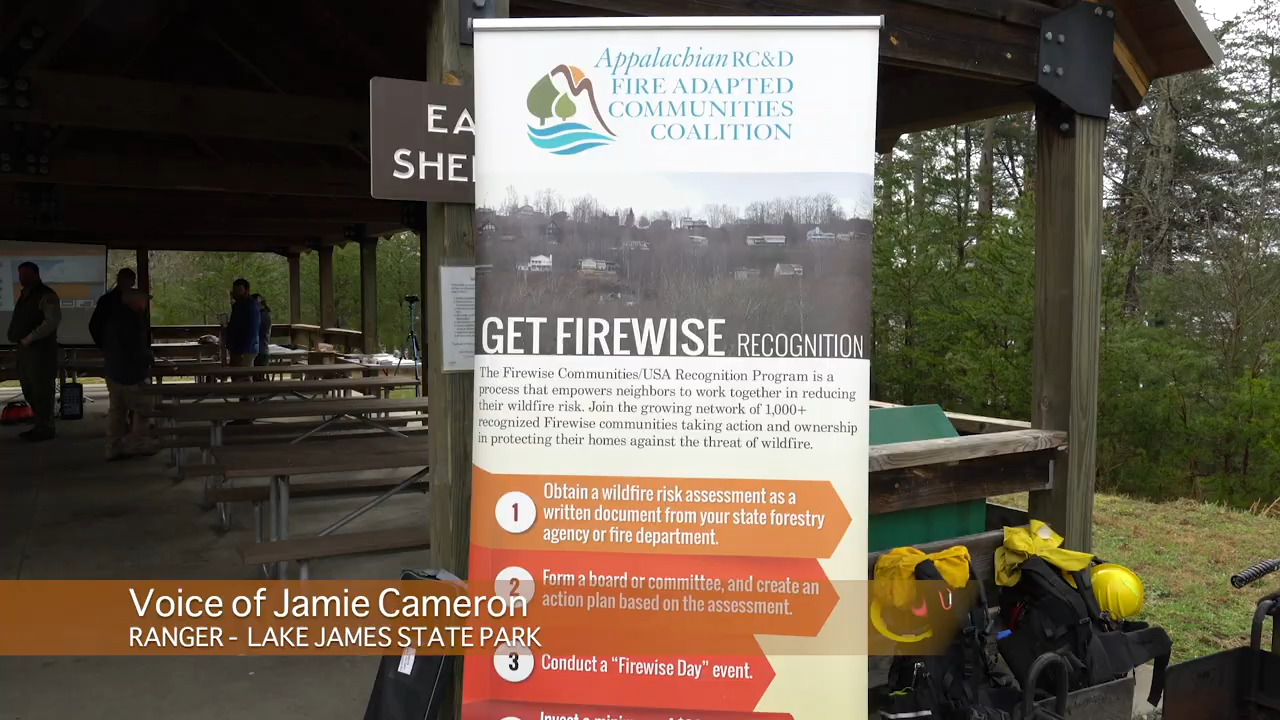 Appalachian RC&D
FIRE ADAPTED
COMMUNITIES
COALITION
EA
SHE
GET FIREWISE RECOGNITION
The Firewise Communities/USA Recognition Program is a
process that empowers neighbors to work together in reducing
their wildfire risk. Join the growing network of 1,000+
recognized Firewise communities taking action and ownership
in protecting their homes against the threat of wildfire.
1
Obtain a wildfire risk assessment as a
written document from your state forestry
agency or fire department.
2
Form a board or committee, and create an
action plan based on the assessment.
3
Conduct a “Firewise Day” event.
Invest a minimum of
Voice of Jamie Cameron
RANGER - LAKE JAMES STATE PARK